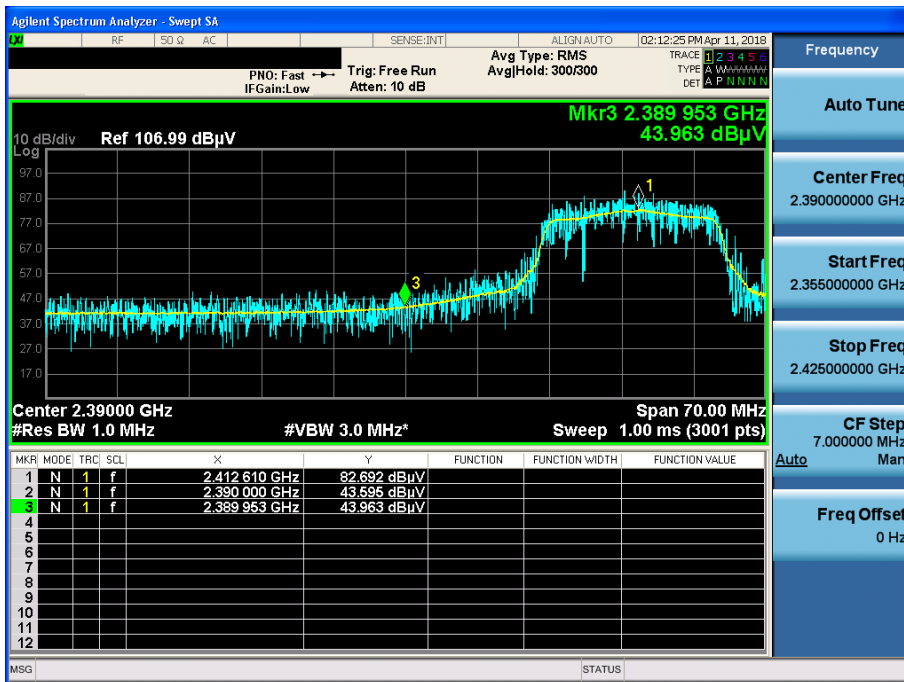 Agilent Spectrum Analyzer - Swept SA
LXI RF 50 Ω AC SENSE:INT ALIGN AUTO 02:12:25 PM Apr 11, 2018
PNO: Fast
IFGain:Low
Trig: Free Run
Atten: 10 dB
Avg Type: RMS
Avg|Hold: 300/300
TRACE 1 2 3 4 5 6
TYPE A WWWWW
DET A P N N N N
Mkr3 2.389 953 GHz
43.963 dBµV
10 dB/div Ref 106.99 dBµV
Log
97.0
87.0
77.0
67.0
57.0
47.0
37.0
27.0
17.0
1
3
Center 2.39000 GHz Span 70.00 MHz
#Res BW 1.0 MHz #VBW 3.0 MHz* Sweep 1.00 ms (3001 pts)
MKR MODE TRC SCL X Y FUNCTION FUNCTION WIDTH FUNCTION VALUE
1 N 1 f 2.412 610 GHz 82.692 dBµV
2 N 1 f 2.390 000 GHz 43.595 dBµV
3 N 1 f 2.389 953 GHz 43.963 dBµV
4
5
6
7
8
9
10
11
12
MSG STATUS
Frequency
Auto Tune
Center Freq
2.390000000 GHz
Start Freq
2.355000000 GHz
Stop Freq
2.425000000 GHz
CF Step
7.000000 MHz
Auto Man
Freq Offset
0 Hz